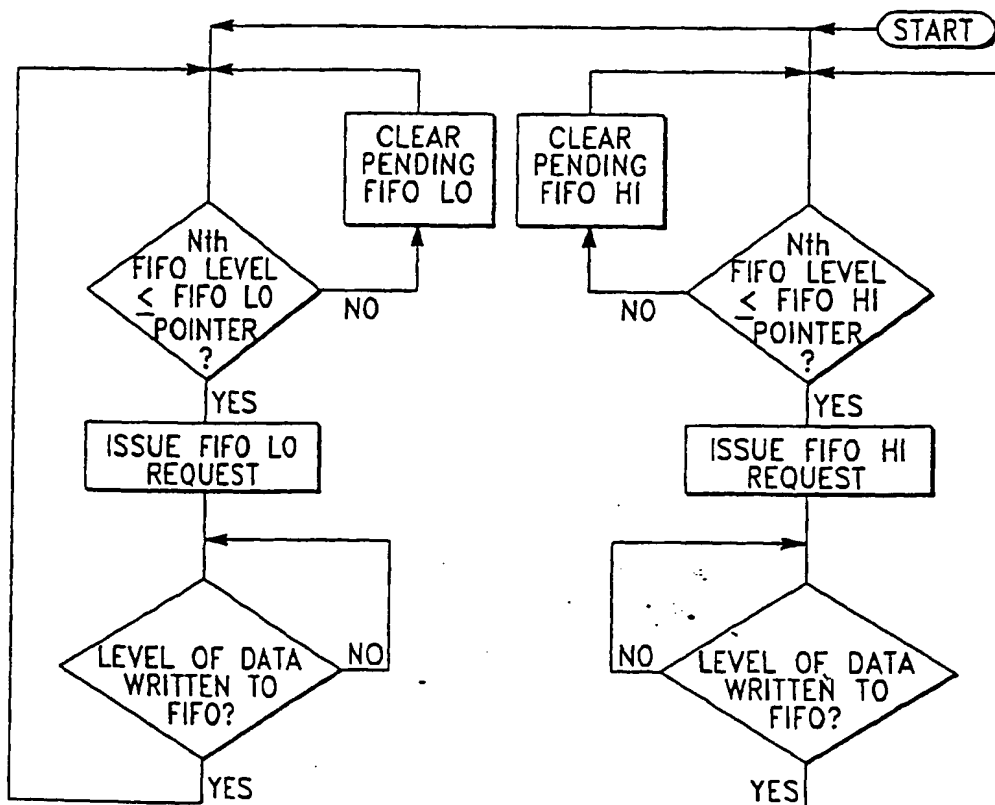 START
CLEAR
PENDING
FIFO LO
CLEAR
PENDING
FIFO HI
Nth
FIFO LEVEL
≤ FIFO LO
POINTER
?
NO
Nth
FIFO LEVEL
≤ FIFO HI
POINTER
?
NO
YES
ISSUE FIFO LO
REQUEST
YES
ISSUE FIFO HI
REQUEST
LEVEL OF DATA
WRITTEN TO
FIFO?
NO
YES
LEVEL OF DATA
WRITTEN TO
FIFO?
NO
YES